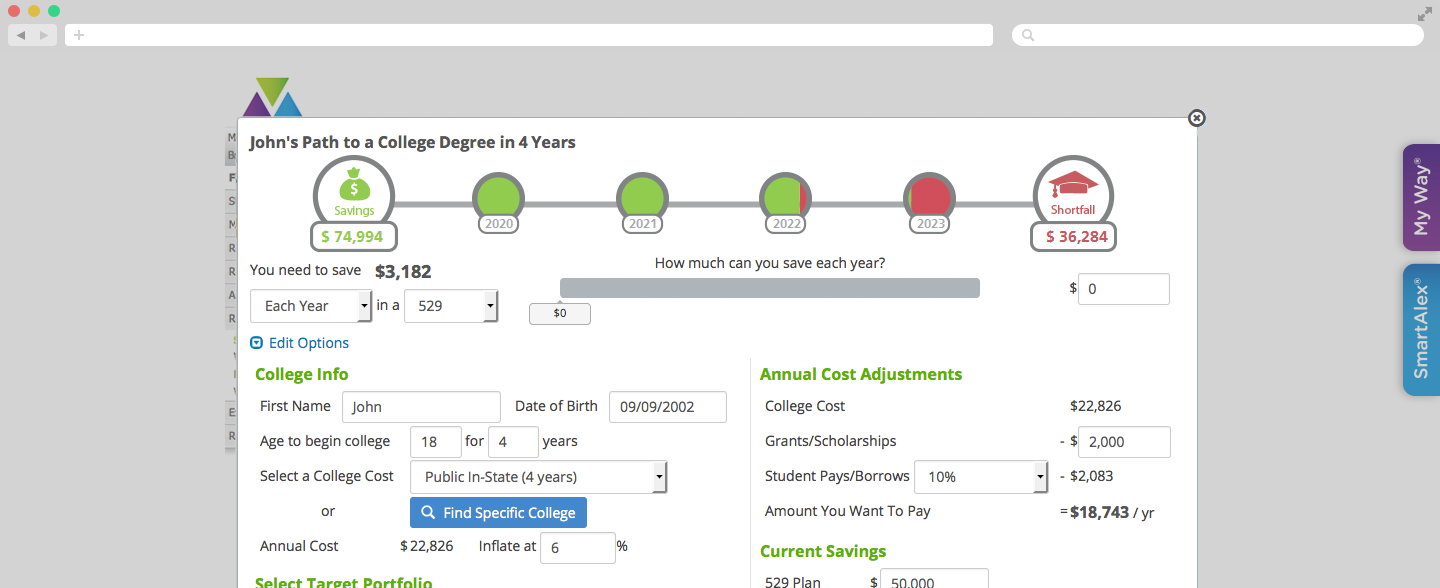 My Way®
SmartAlex®
John's Path to a College Degree in 4 Years
$
Savings
$ 74,994
2020
2021
2022
2023
Shortfall
$ 36,284
You need to save $3,182
Each Year in a 529
How much can you save each year?
$0
$ 0
Edit Options
College Info
First Name John Date of Birth 09/09/2002
Age to begin college 18 for 4 years
Select a College Cost Public In-State (4 years)
or Find Specific College
Annual Cost $22,826 Inflate at 6 %
Select Target Portfolio
Annual Cost Adjustments
College Cost $22,826
Grants/Scholarships - $ 2,000
Student Pays/Borrows 10% - $2,083
Amount You Want To Pay =$18,743 / yr
Current Savings
529 Plan $ 50,000